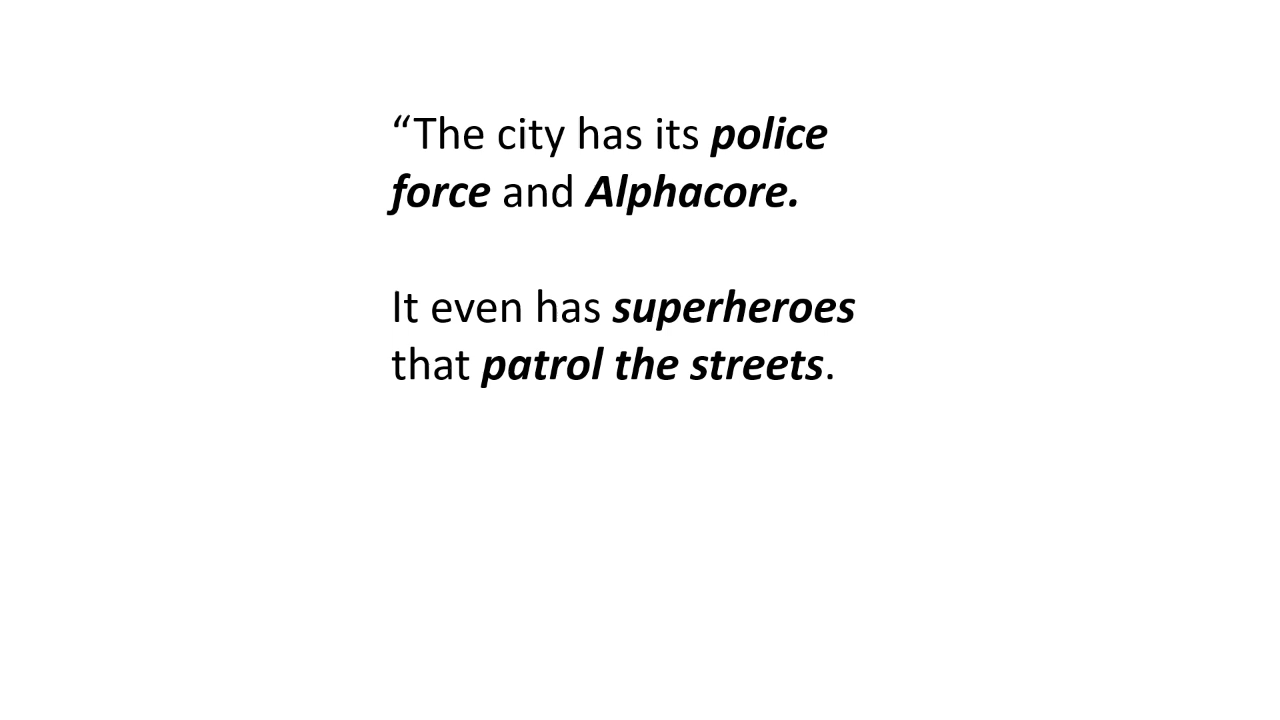 “The city has its police
force and Alphacore.
It even has superheroes
that patrol the streets.